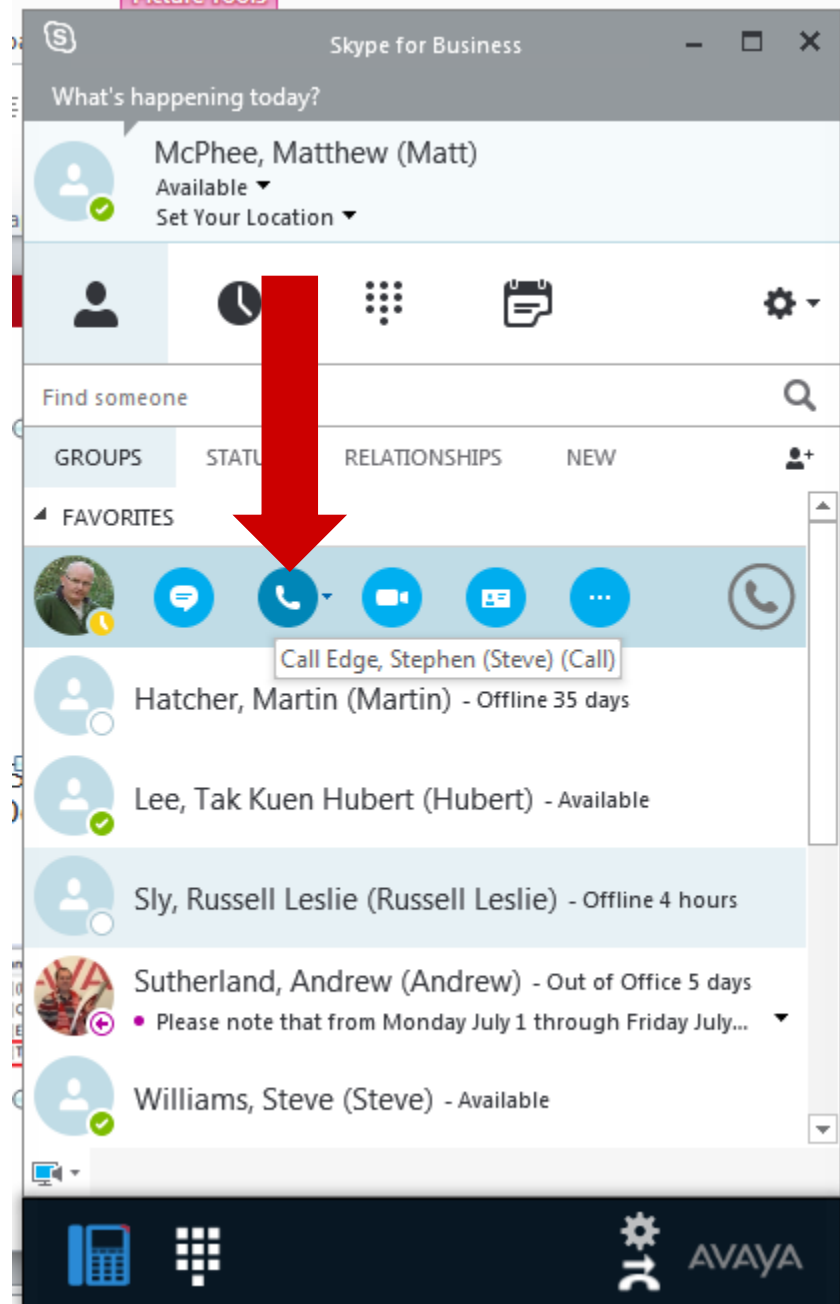 Picture Tools
Skype for Business
What's happening today?
McPhee, Matthew (Matt)
Available
Set Your Location
Find someone
GROUPS
RELATIONSHIPS
NEW
FAVORITES
Call Edge, Stephen (Steve) (Call)
Hatcher, Martin (Martin) - Offline 35 days
Lee, Tak Kuen Hubert (Hubert) - Available
Sly, Russell Leslie (Russell Leslie) - Offline 4 hours
Sutherland, Andrew (Andrew) - Out of Office 5 days
• Please note that from Monday July 1 through Friday July...
Williams, Steve (Steve) - Available
AVAYA